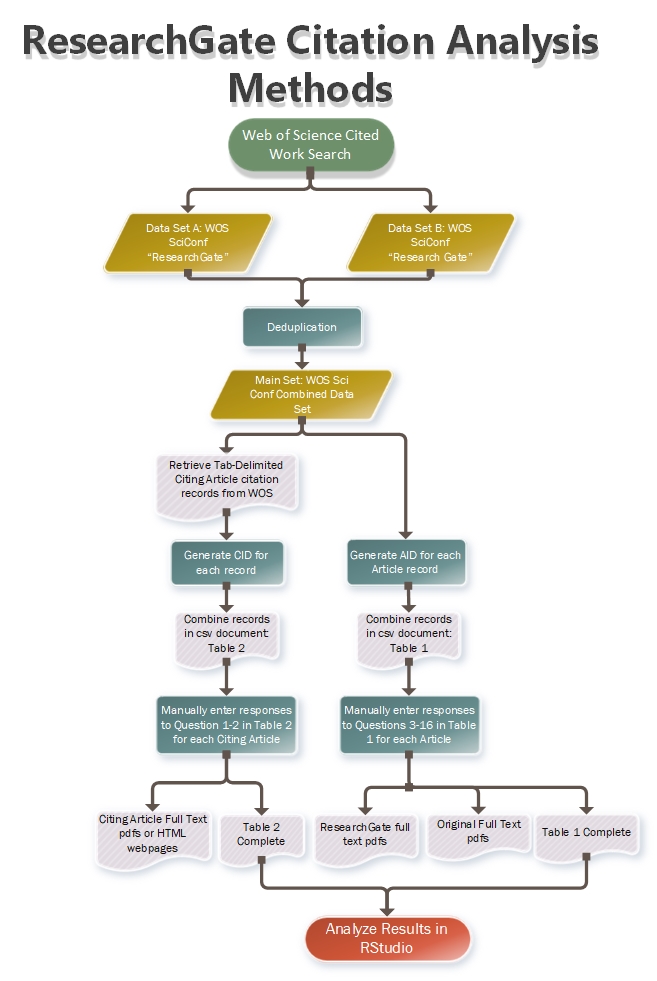 ResearchGate Citation Analysis
Methods
Web of Science Cited
Work Search
Data Set A: WOS
SciConf
“ResearchGate”
Data Set B: WOS
SciConf
“Research Gate”
Deduplication
Main Set: WOS Sci
Conf Combined Data
Set
Retrieve Tab-Delimited
Citing Article citation
records from WOS
Generate CID for
each record
Generate AID for each
Article record
Combine records
in csv document:
Table 2
Combine records
in csv document:
Table 1
Manually enter responses
to Question 1-2 in Table 2
for each Citing Article
Manually enter responses
to Questions 3-16 in Table
1 for each Article
Citing Article Full Text
pdfs or HTML
webpages
Table 2
Complete
ResearchGate full
text pdfs
Original Full Text
pdfs
Table 1 Complete
Analyze Results in
RStudio